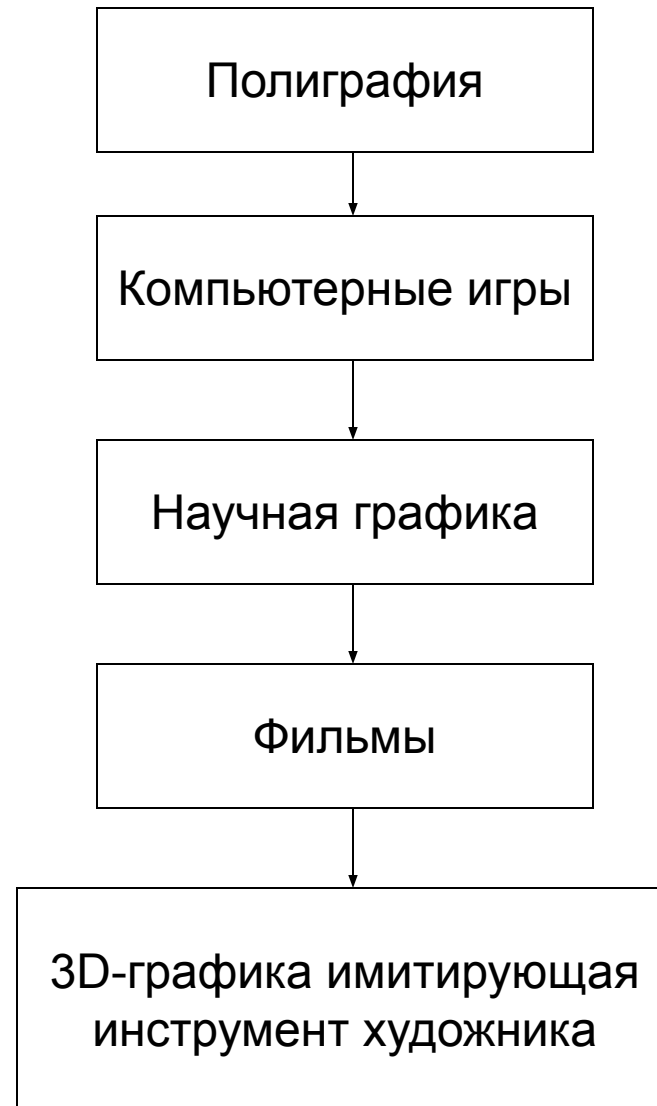 Полиграфия
Компьютерные игры
Научная графика
Фильмы
3D-графика имитирующая
инструмент художника